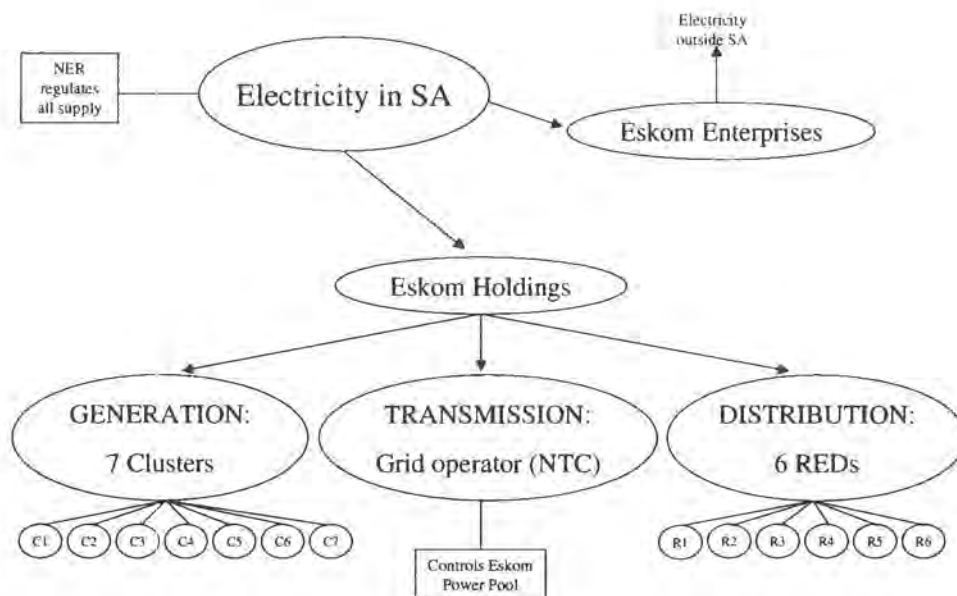 Electricity
outside SA
NER
regulates
all supply
Electricity in SA
Eskom Enterprises
Eskom Holdings
GENERATION:
7 Clusters
TRANSMISSION:
Grid operator (NTC)
DISTRIBUTION:
6 REDs
C1 C2 C3 C4 C5 C6 C7
R1 R2 R3 R4 R5 R6
Controls Eskom
Power Pool